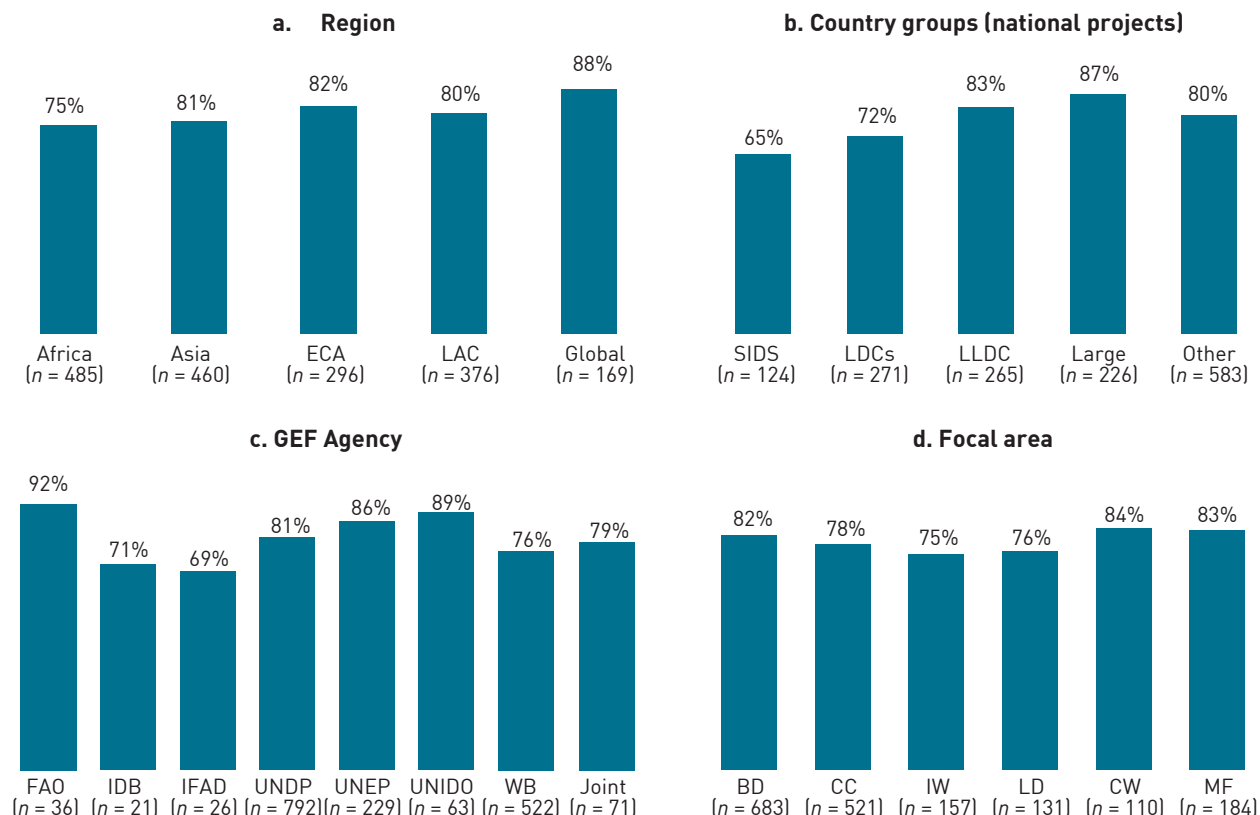 a. Region
75%
81%
82%
80%
88%
Africa
(n = 485)
Asia
(n = 460)
ECA
(n = 296)
LAC
(n = 376)
Global
(n = 169)
b. Country groups (national projects)
65%
72%
83%
87%
80%
SIDS
(n = 124)
LDCs
(n = 271)
LLDC
(n = 265)
Large
(n = 226)
Other
(n = 583)
c. GEF Agency
92%
71%
69%
81%
86%
89%
76%
79%
FAO
(n = 36)
IDB
(n = 21)
IFAD
(n = 26)
UNDP
(n = 792)
UNEP
(n = 229)
UNIDO
(n = 63)
WB
(n = 522)
Joint
(n = 71)
d. Focal area
82%
78%
75%
76%
84%
83%
BD
(n = 683)
CC
(n = 521)
IW
(n = 157)
LD
(n = 131)
CW
(n = 110)
MF
(n = 184)